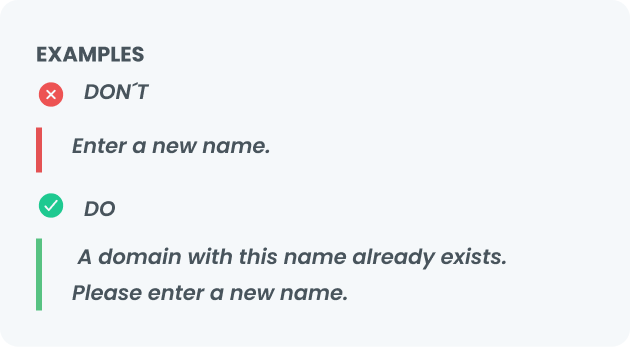 EXAMPLES
DON´T
Enter a new name.
DO
A domain with this name already exists.
Please enter a new name.